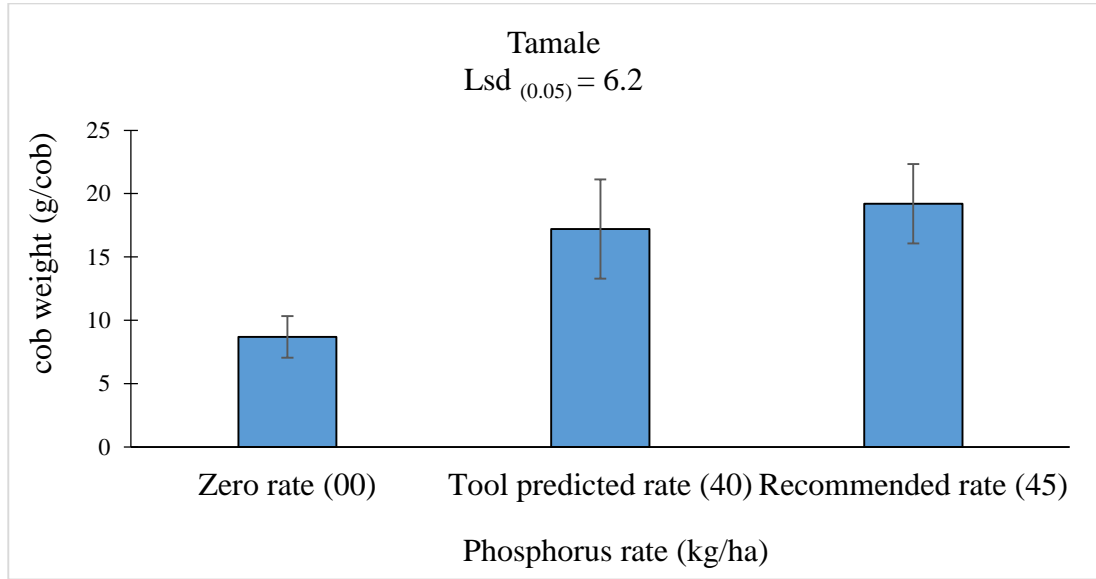 Tamale
Lsd (0.05) = 6.2
cob weight (g/cob)
25
20
15
10
5
0
Zero rate (00) Tool predicted rate (40) Recommended rate (45)
Phosphorus rate (kg/ha)